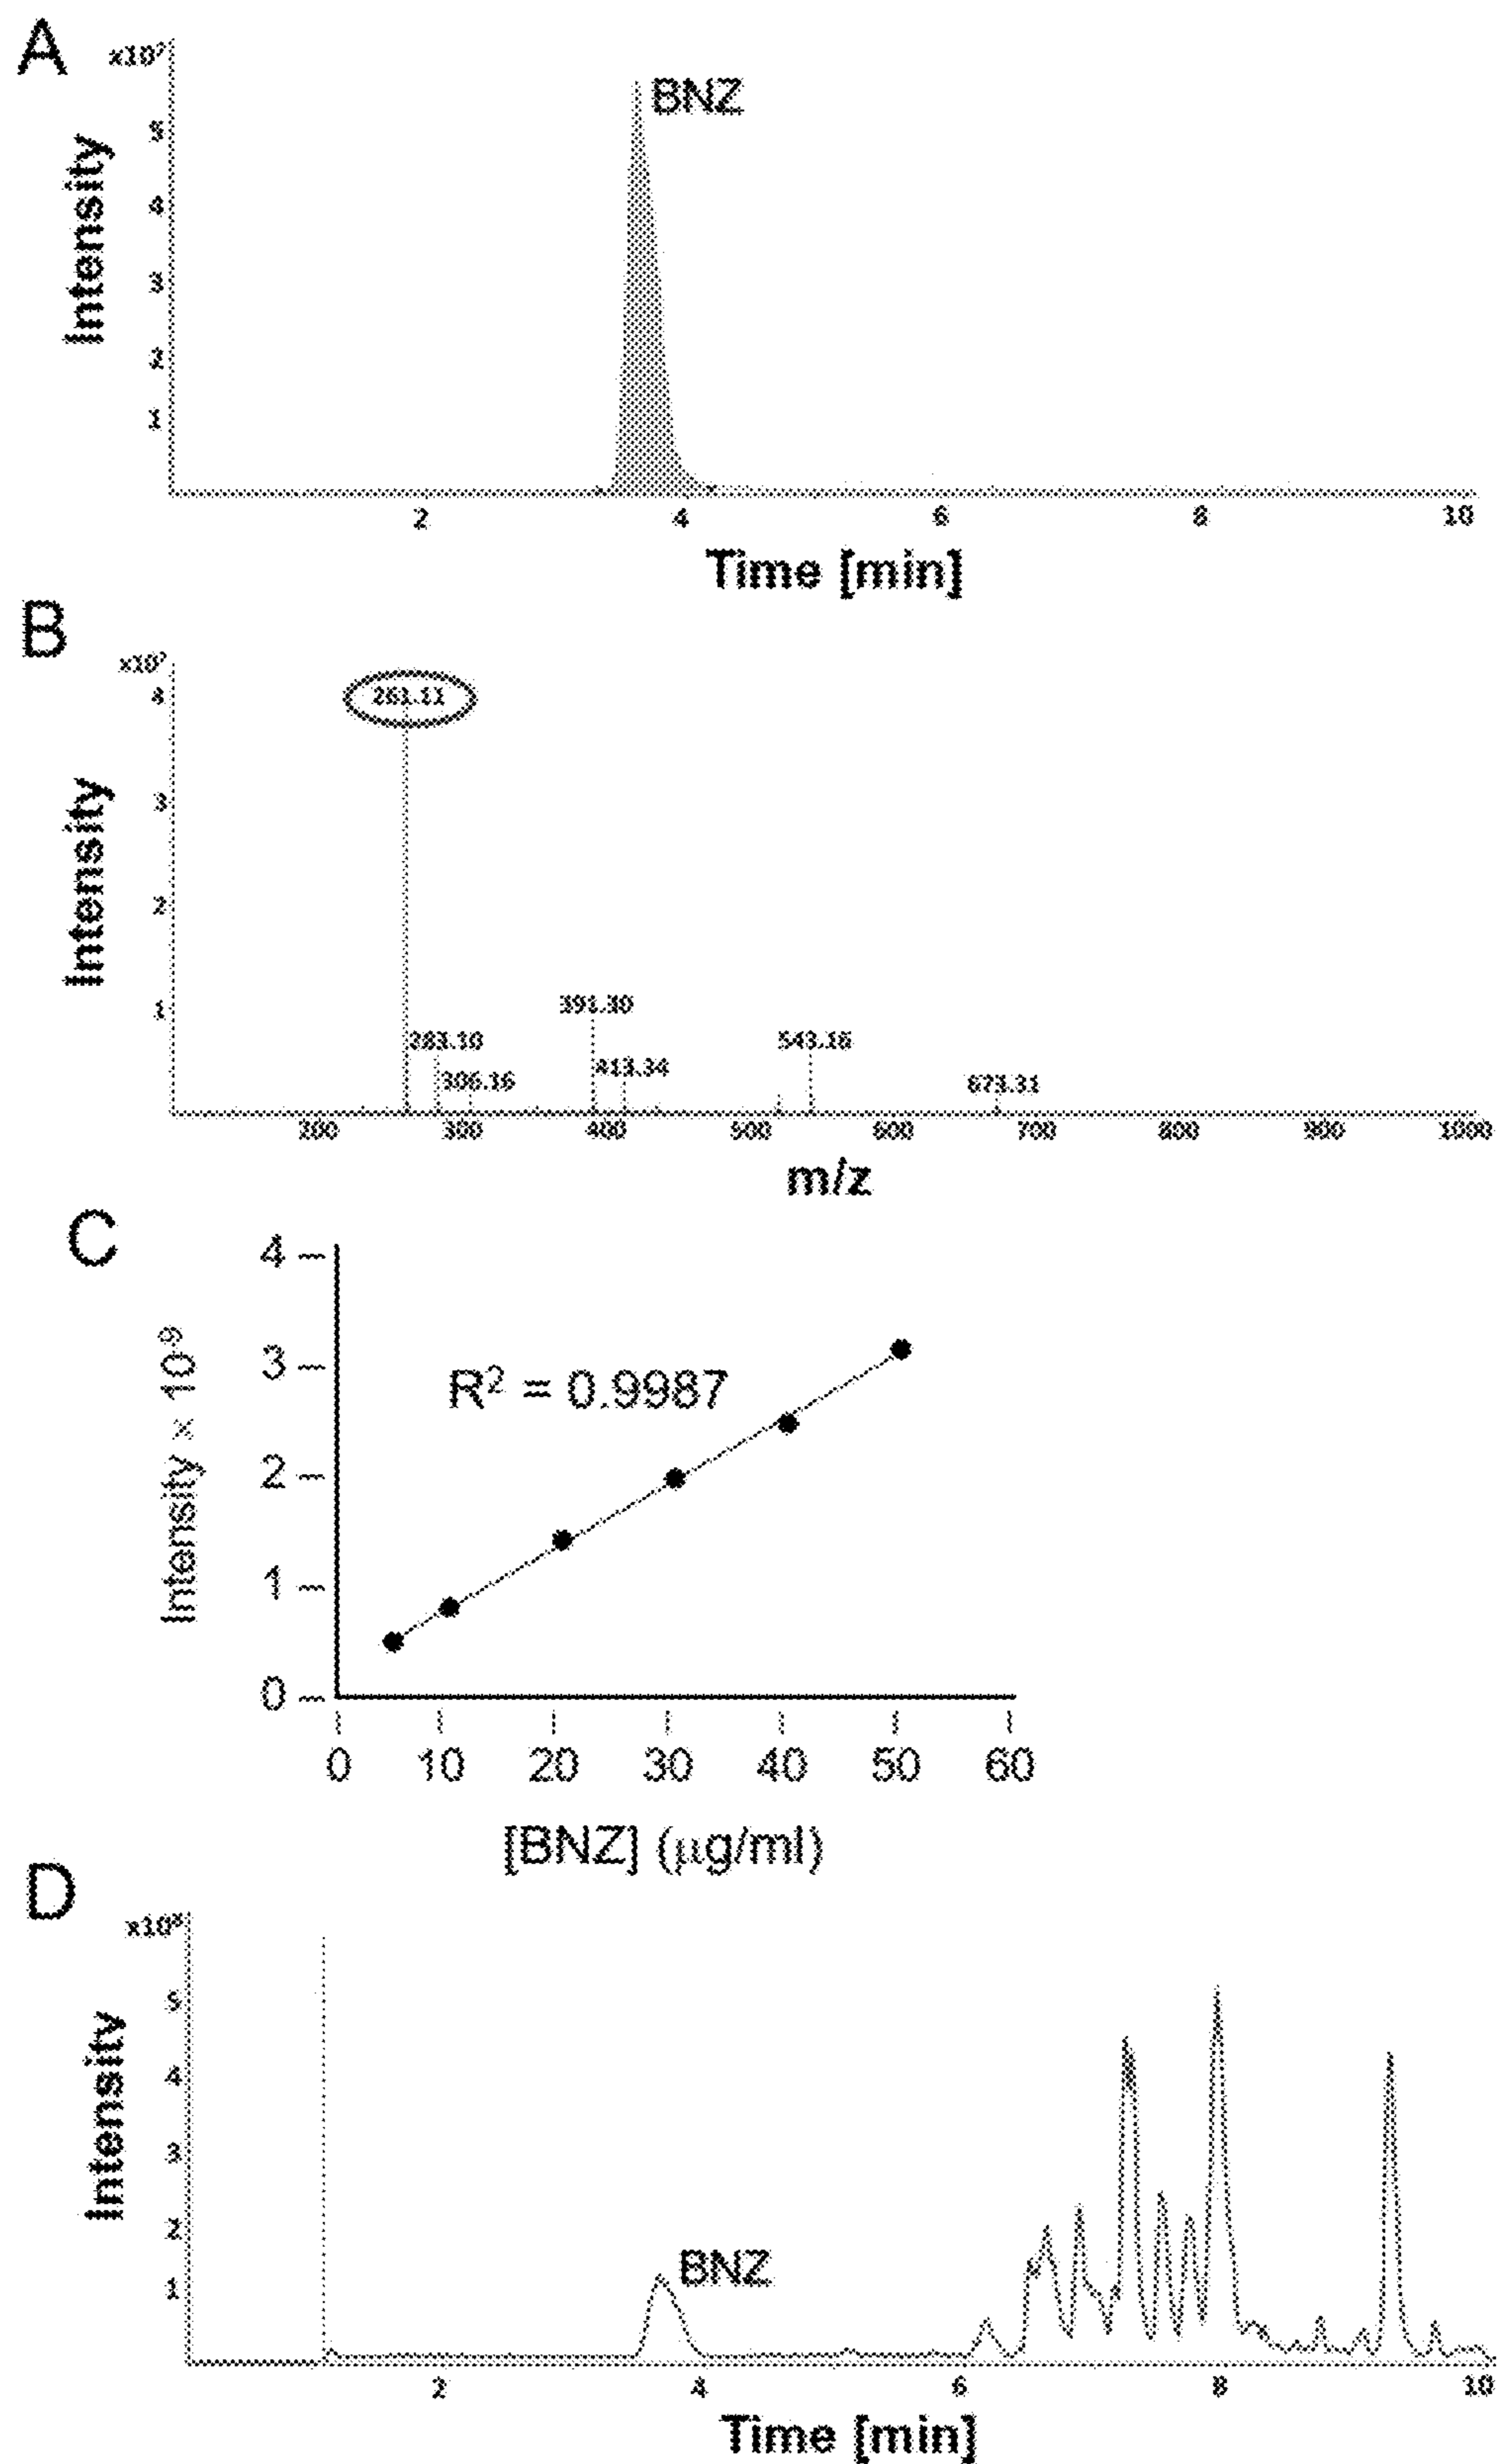 A
x10⁷
BNZ
5
4
3
2
1
Intensity
2 4 6 8 10
Time [min]
B
x10⁷
261.11
4
3
2
1
Intensity
391.30
283.10
543.16
413.34
306.16
673.31
200 300 400 500 600 700 800 900 1000
m/z
C
4
3
2
1
0
Intensity × 10⁻⁹
R² = 0.9987
0 10 20 30 40 50 60
[BNZ] (µg/ml)
D
5
4
3
2
1
Intensity
BNZ
2 4 6 8 10
Time [min]